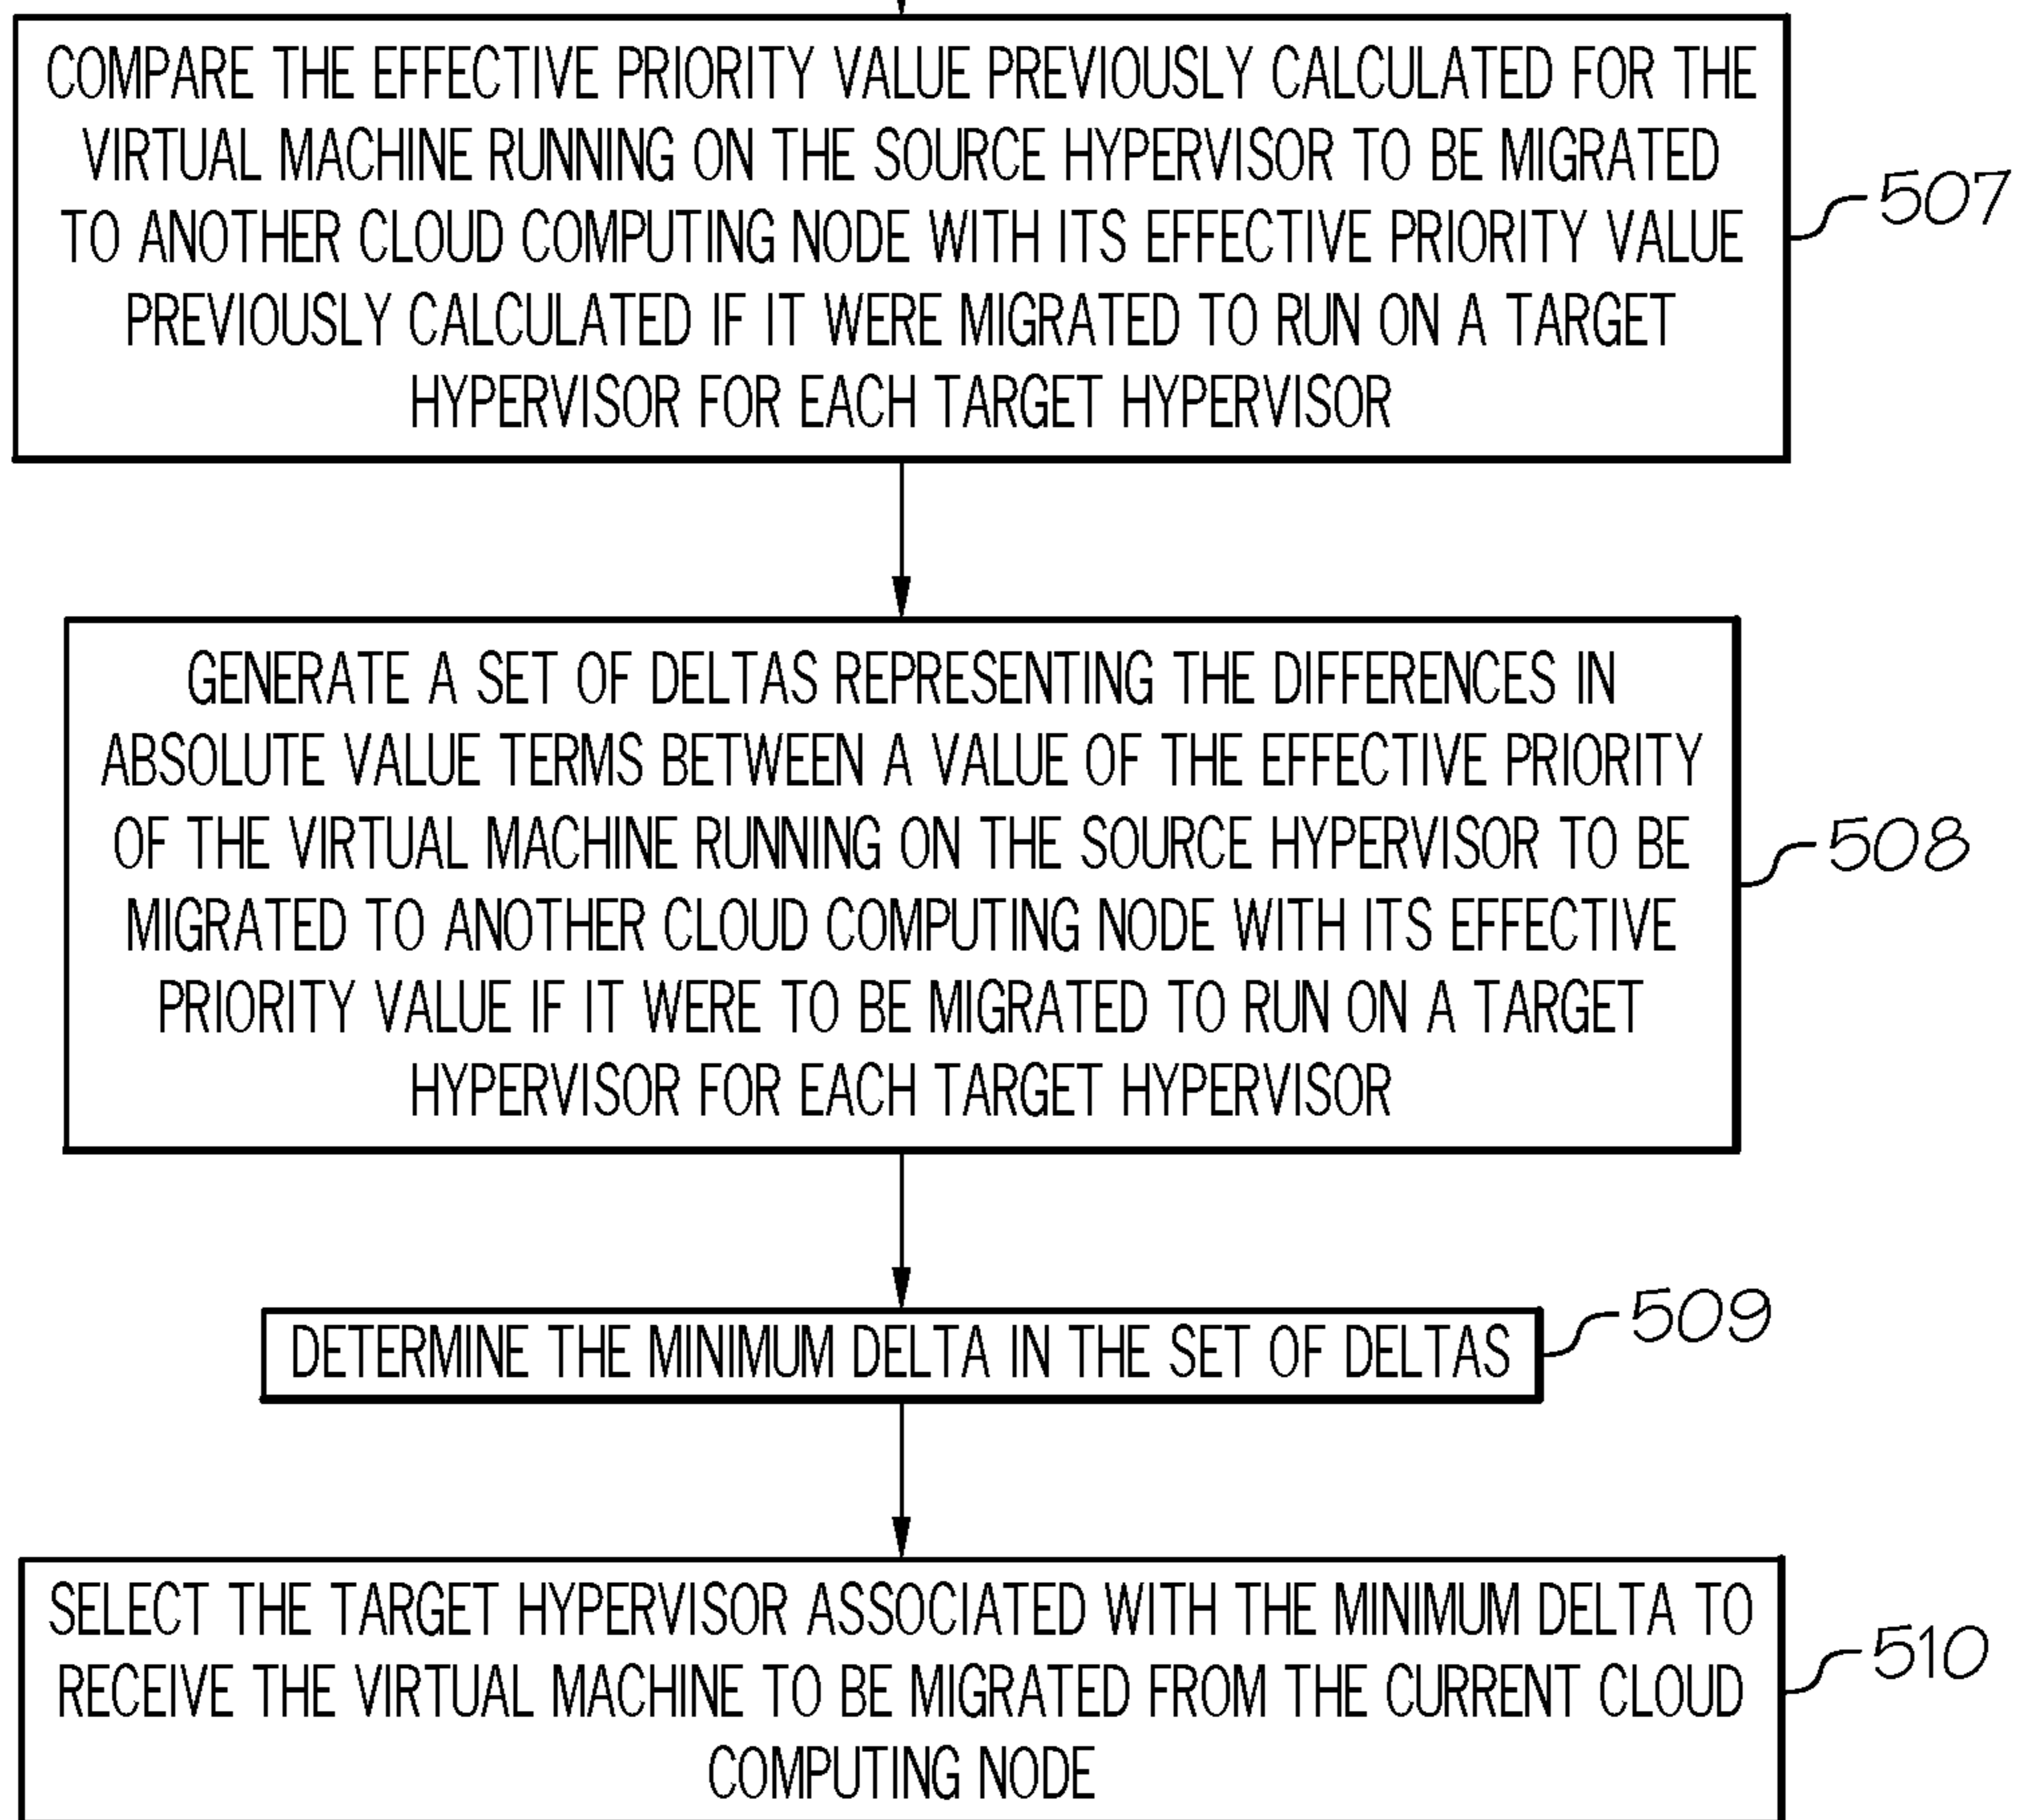 COMPARE THE EFFECTIVE PRIORITY VALUE PREVIOUSLY CALCULATED FOR THE
VIRTUAL MACHINE RUNNING ON THE SOURCE HYPERVISOR TO BE MIGRATED
TO ANOTHER CLOUD COMPUTING NODE WITH ITS EFFECTIVE PRIORITY VALUE
PREVIOUSLY CALCULATED IF IT WERE MIGRATED TO RUN ON A TARGET
HYPERVISOR FOR EACH TARGET HYPERVISOR
507
GENERATE A SET OF DELTAS REPRESENTING THE DIFFERENCES IN
ABSOLUTE VALUE TERMS BETWEEN A VALUE OF THE EFFECTIVE PRIORITY
OF THE VIRTUAL MACHINE RUNNING ON THE SOURCE HYPERVISOR TO BE
MIGRATED TO ANOTHER CLOUD COMPUTING NODE WITH ITS EFFECTIVE
PRIORITY VALUE IF IT WERE TO BE MIGRATED TO RUN ON A TARGET
HYPERVISOR FOR EACH TARGET HYPERVISOR
508
DETERMINE THE MINIMUM DELTA IN THE SET OF DELTAS
509
SELECT THE TARGET HYPERVISOR ASSOCIATED WITH THE MINIMUM DELTA TO
RECEIVE THE VIRTUAL MACHINE TO BE MIGRATED FROM THE CURRENT CLOUD
COMPUTING NODE
510